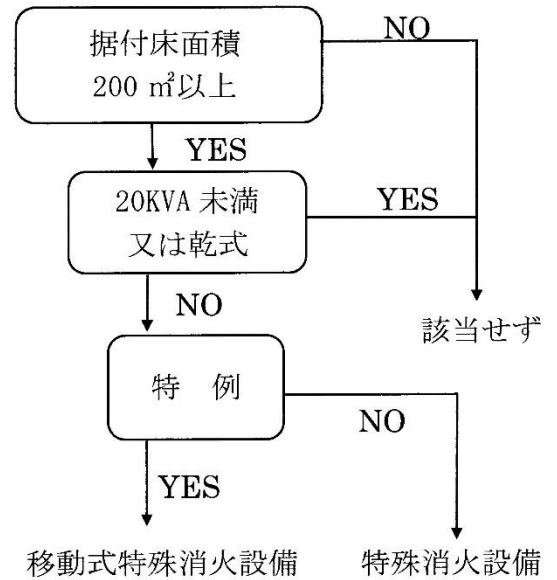 据付床面積
200 ㎡以上
NO
YES
20KVA 未満
又は乾式
YES
NO
該当せず
特 例
NO
YES
移動式特殊消火設備
特殊消火設備